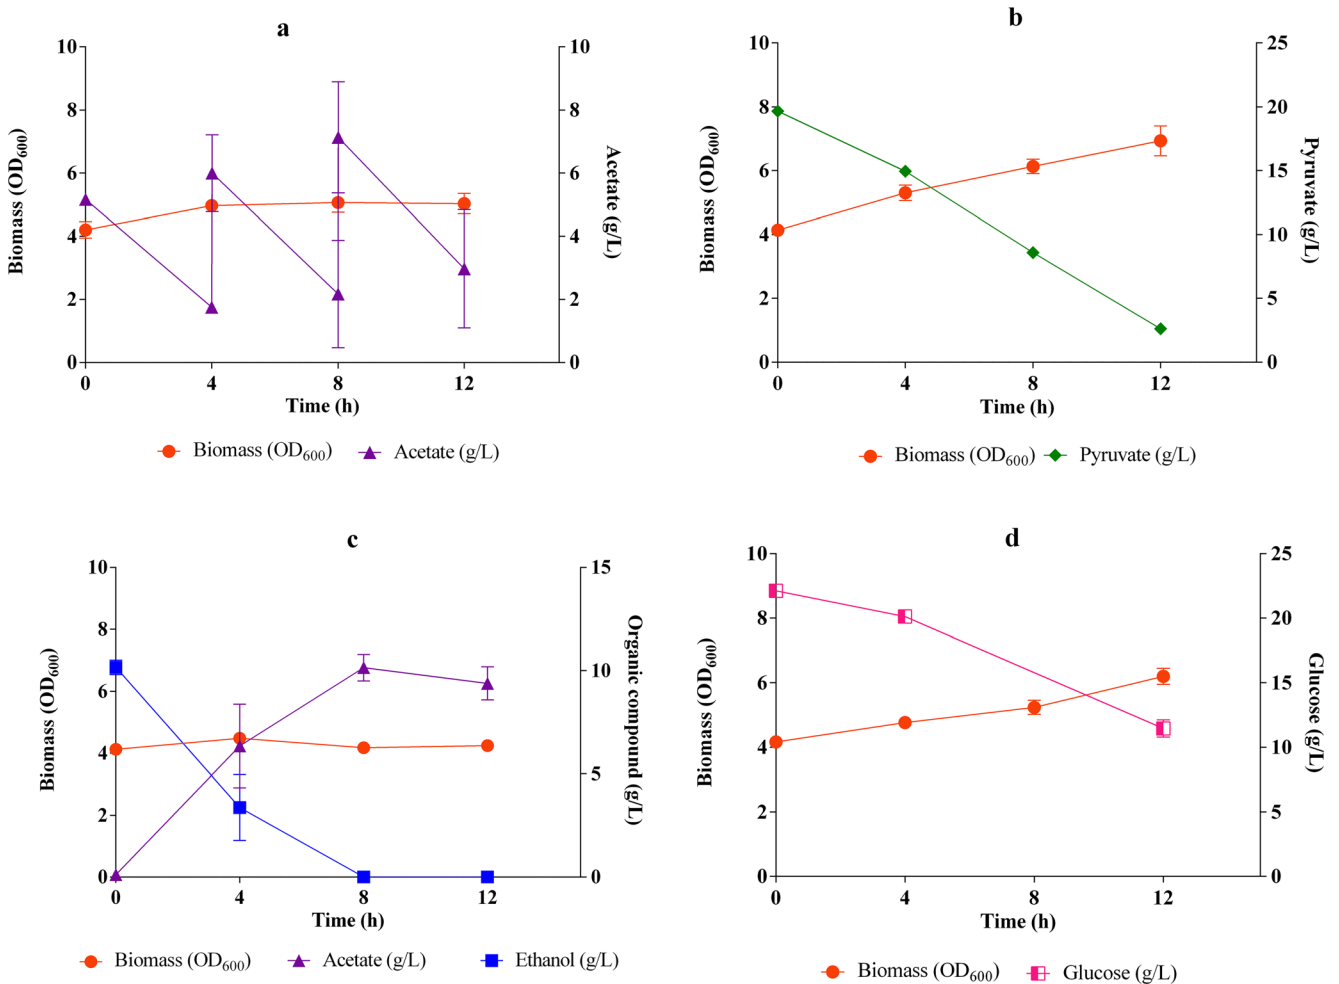 a
10
8
6
4
2
0
Biomass (OD600)
10
8
6
4
2
0
Acetate (g/L)
0 4 8 12
Time (h)
Biomass (OD600) Acetate (g/L)
b
10
8
6
4
2
0
Biomass (OD600)
25
20
15
10
5
0
Pyruvate (g/L)
0 4 8 12
Time (h)
Biomass (OD600) Pyruvate (g/L)
c
10
8
6
4
2
0
Biomass (OD600)
15
10
5
0
Organic compound (g/L)
0 4 8 12
Time (h)
Biomass (OD600) Acetate (g/L) Ethanol (g/L)
d
10
8
6
4
2
0
Biomass (OD600)
25
20
15
10
5
0
Glucose (g/L)
0 4 8 12
Time (h)
Biomass (OD600) Glucose (g/L)